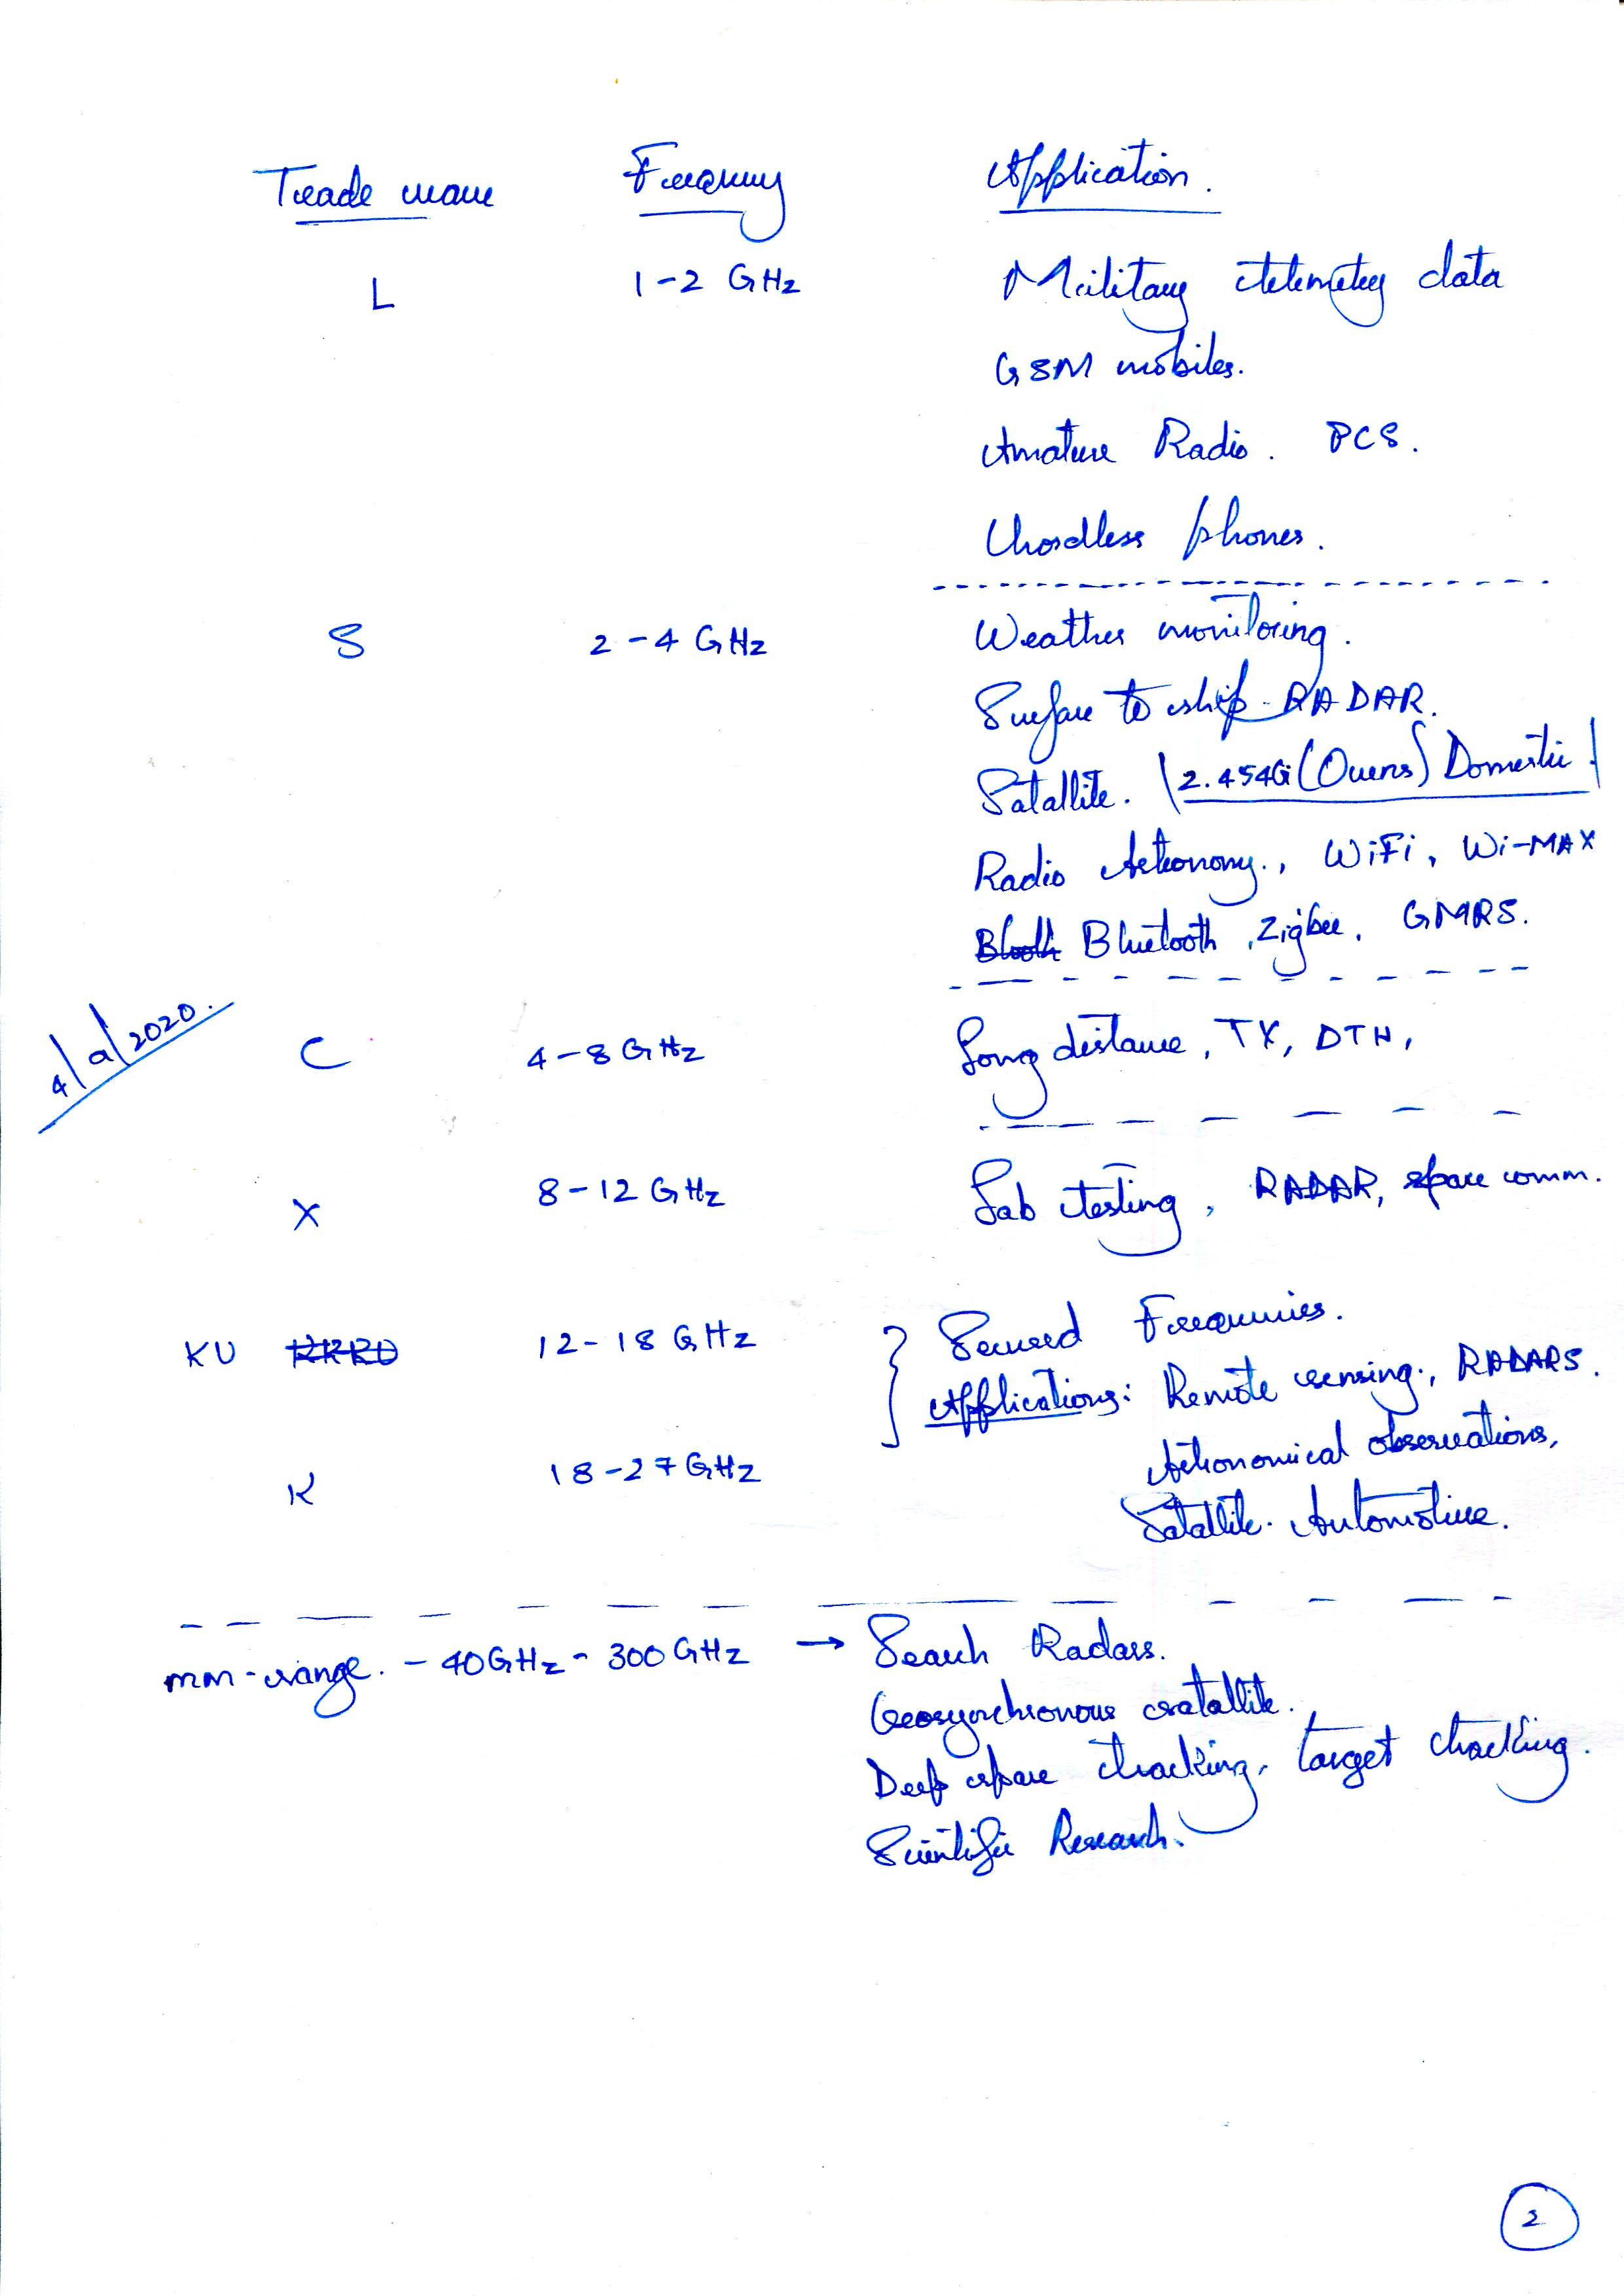 Trade name Frequency Application.
L 1-2 GHz Military telemetry data
GSM mobiles.
Amature Radio. PCS.
Chordless phones.
S 2-4 GHz Weather monitoring.
Surface to ship RADAR.
Satallite. (2.454G (Ovens) Domestic)
Radio Astronomy., WiFi, Wi-MAX
Bluetooth, Zigbee, GMRS.
4/9/2020.
C 4-8 GHz Long distance, TX, DTH,
X 8-12 GHz Lab testing, RADAR, space comm.
KU 12-18 GHz } Secured Frequencies.
Applications: Remote sensing., RADARS.
K 18-27 GHz Astronomical observations,
Satallite. Automotive.
mm-range. - 40GHz - 300 GHz → Search Radars.
Geosynchronous satallite.
Deep space tracking, target tracking.
Scientific Research.
2